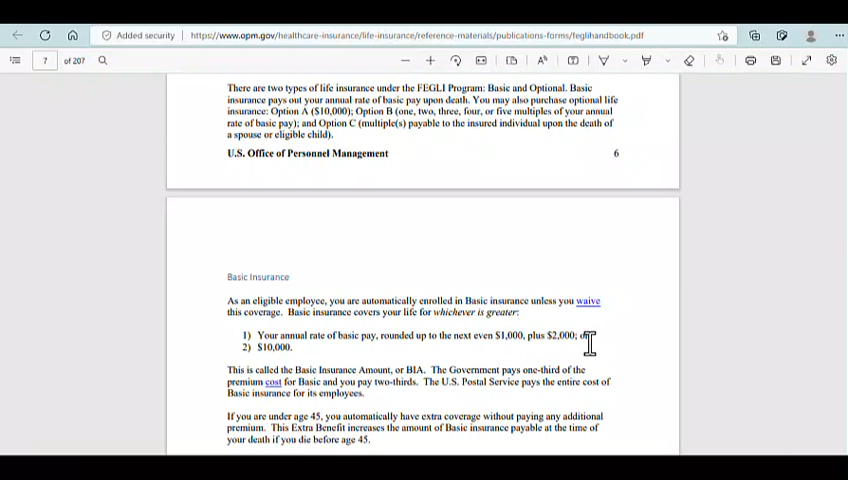 Added security
https://www.opm.gov/healthcare-insurance/life-insurance/reference-materials/publications-forms/feglihandbook.pdf
7 of 207
There are two types of life insurance under the FEGLI Program: Basic and Optional. Basic
insurance pays out your annual rate of basic pay upon death. You may also purchase optional life
insurance: Option A ($10,000); Option B (one, two, three, four, or five multiples of your annual
rate of basic pay); and Option C (multiple(s) payable to the insured individual upon the death of
a spouse or eligible child).
U.S. Office of Personnel Management 6
Basic Insurance
As an eligible employee, you are automatically enrolled in Basic insurance unless you waive
this coverage. Basic insurance covers your life for whichever is greater:
1) Your annual rate of basic pay, rounded up to the next even $1,000, plus $2,000; or
2) $10,000.
This is called the Basic Insurance Amount, or BIA. The Government pays one-third of the
premium cost for Basic and you pay two-thirds. The U.S. Postal Service pays the entire cost of
Basic insurance for its employees.
If you are under age 45, you automatically have extra coverage without paying any additional
premium. This Extra Benefit increases the amount of Basic insurance payable at the time of
your death if you die before age 45.